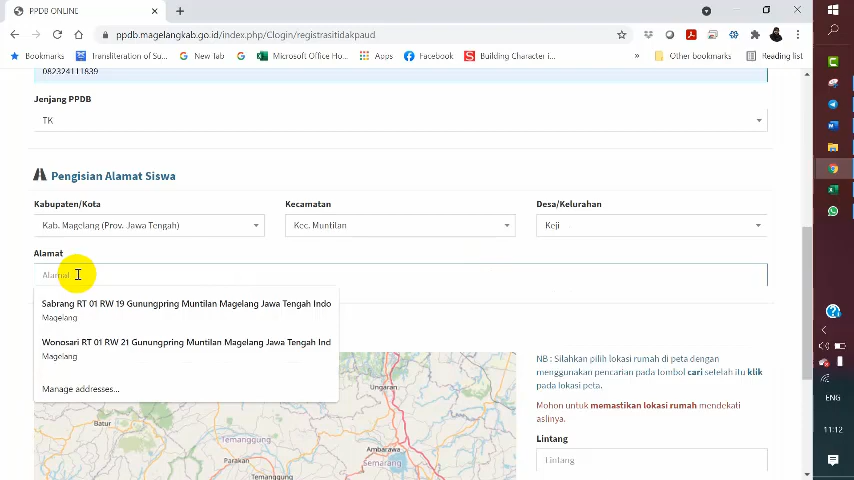 PPDB ONLINE
ppdb.magelangkab.go.id/index.php/Clogin/registrasitidakpaud
Bookmarks
Transliteration of Su...
New Tab
Microsoft Office Ho...
Apps
Facebook
Building Character i...
»
Other bookmarks
Reading list
082324111839
Jenjang PPDB
TK
Pengisian Alamat Siswa
Kabupaten/Kota
Kecamatan
Desa/Kelurahan
Kab. Magelang (Prov. Jawa Tengah)
Kec. Muntilan
Keji
Alamat
Alamat
Sabrang RT 01 RW 19 Gunungpring Muntilan Magelang Jawa Tengah Indo
Magelang
Wonosari RT 01 RW 21 Gunungpring Muntilan Magelang Jawa Tengah Ind
Magelang
Manage addresses...
NB : Silahkan pilih lokasi rumah di peta dengan
menggunakan pencarian pada tombol cari setelah itu klik
pada lokasi peta.
Mohon untuk memastikan lokasi rumah mendekati
aslinya.
Lintang
Lintang
Ungaran
Batur
Temanggung
Parakan
Ambarawa
Semarang
Temanggung
ENG
11:12